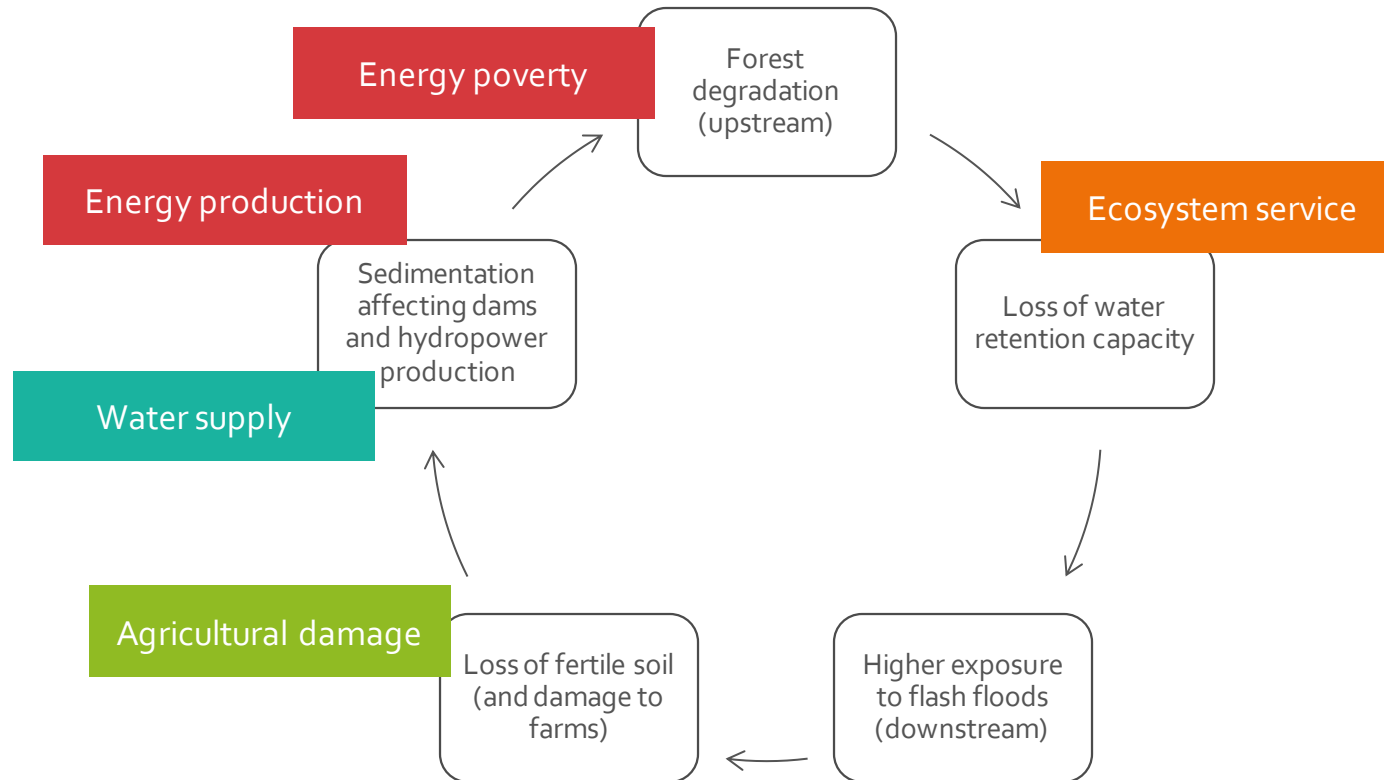 Energy poverty
Forest
degradation
(upstream)
Energy production
Ecosystem service
Sedimentation
affecting dams
and hydropower
production
Loss of water
retention capacity
Water supply
Agricultural damage
Loss of fertile soil
(and damage to
farms)
Higher exposure
to flash floods
(downstream)